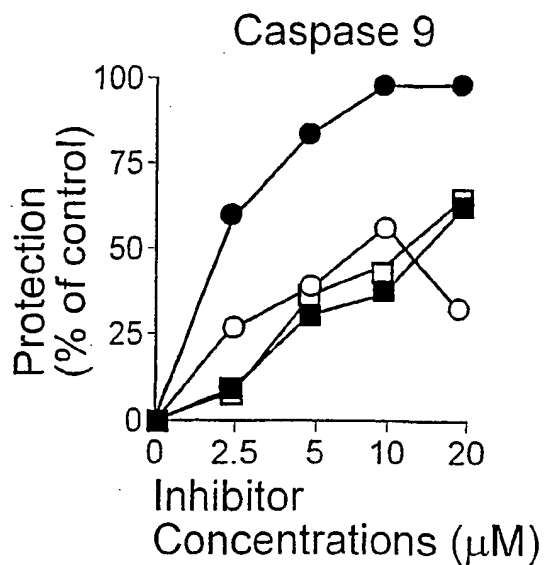 Caspase 9
Protection
(% of control)
100
75
50
25
0
0 2.5 5 10 20
Inhibitor
Concentrations (μM)